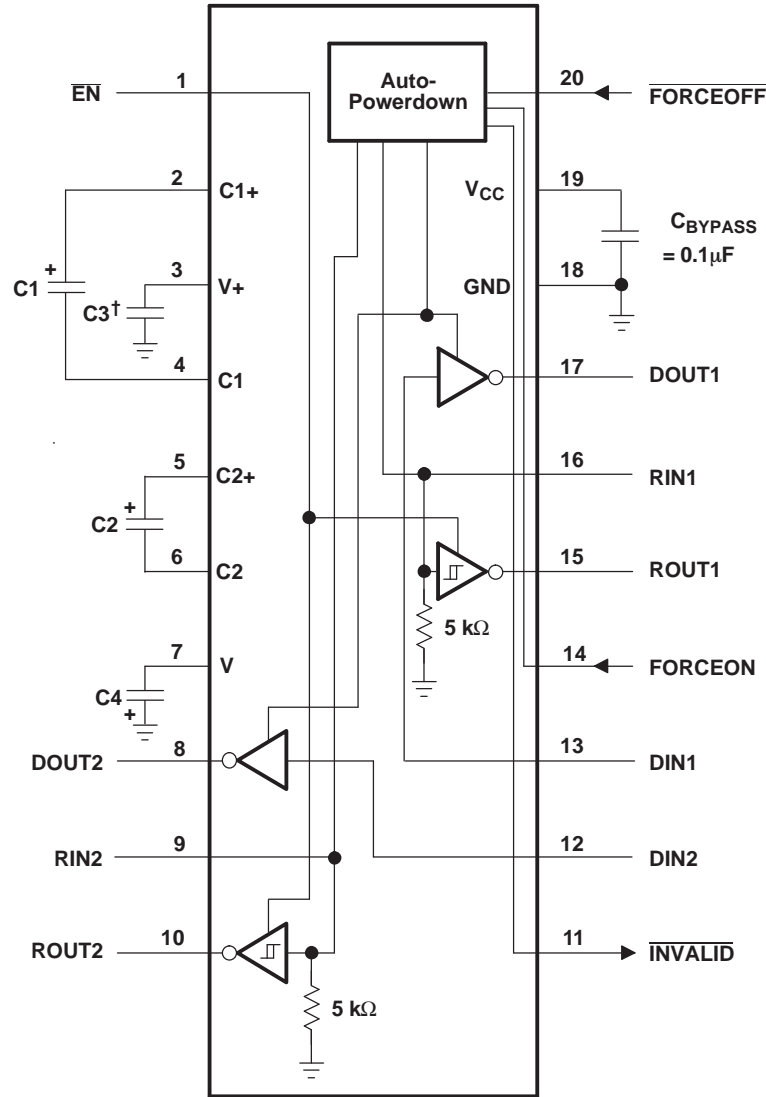 Auto-
Powerdown
EN
1
20
FORCEOFF
2
C1+
VCC
19
CBYPASS
= 0.1μF
+
C1
3
V+
C3†
GND
18
4
C1
17
DOUT1
5
C2+
16
RIN1
+
C2
6
C2
15
ROUT1
5 kΩ
7
V
14
FORCEON
C4
+
DOUT2
8
13
DIN1
RIN2
9
12
DIN2
ROUT2
10
11
INVALID
5 kΩ